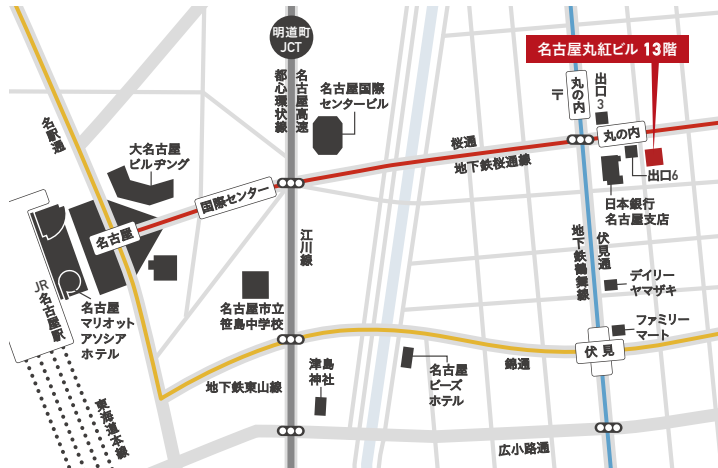 明道町
JCT
名古屋高速
都心環状線
名古屋国際
センタービル
名古屋丸紅ビル 13階
丸の内
〒
出口3
丸の内
出口6
桜通
地下鉄桜通線
日本銀行
名古屋支店
名駅通
大名古屋
ビルヂング
国際センター
名古屋
JR名古屋駅
名古屋
マリオット
アソシア
ホテル
名古屋市立
笹島中学校
江川線
地下鉄鶴舞線
伏見通
デイリー
ヤマザキ
ファミリー
マート
伏見
錦通
地下鉄東山線
津島
神社
名古屋
ビーズ
ホテル
広小路通
東海道本線